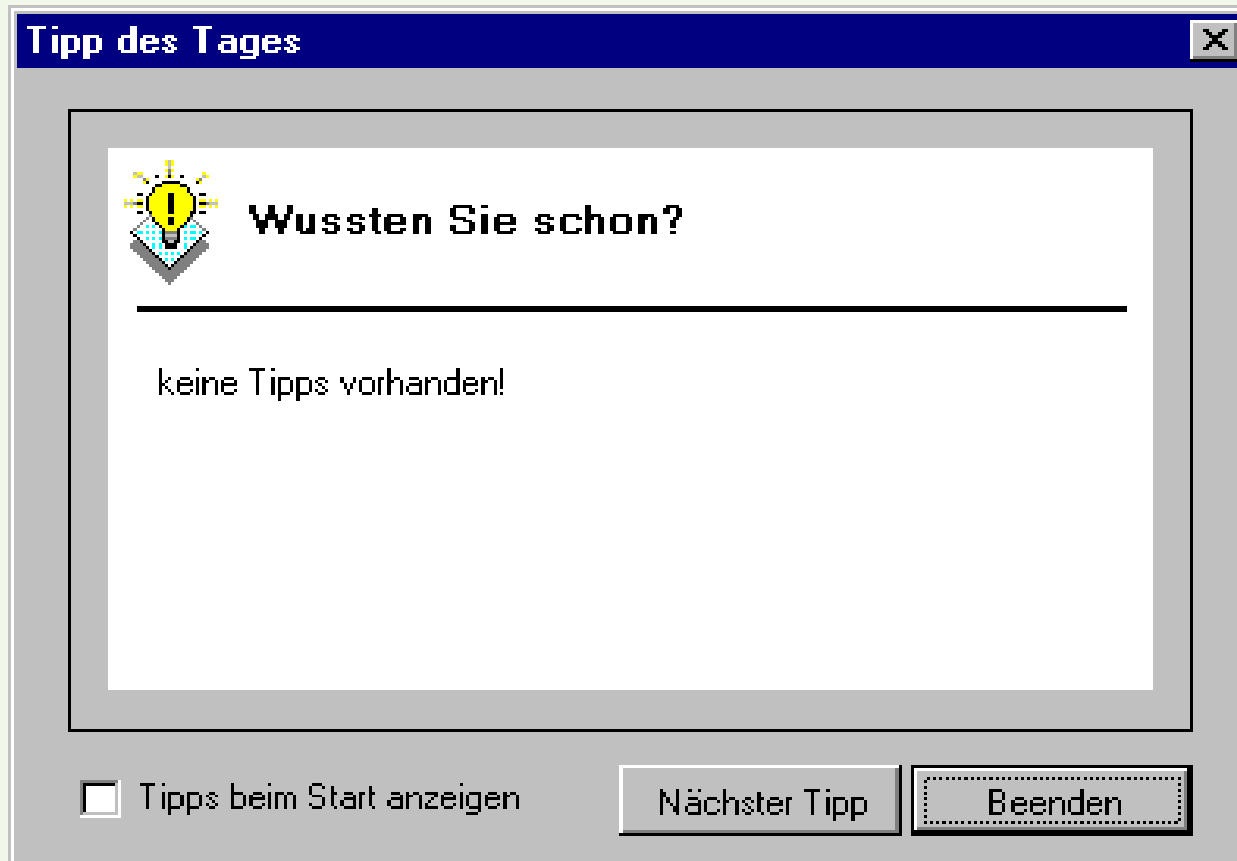 Tipp des Tages
Wussten Sie schon?
keine Tipps vorhanden!
Tipps beim Start anzeigen
Nächster Tipp
Beenden